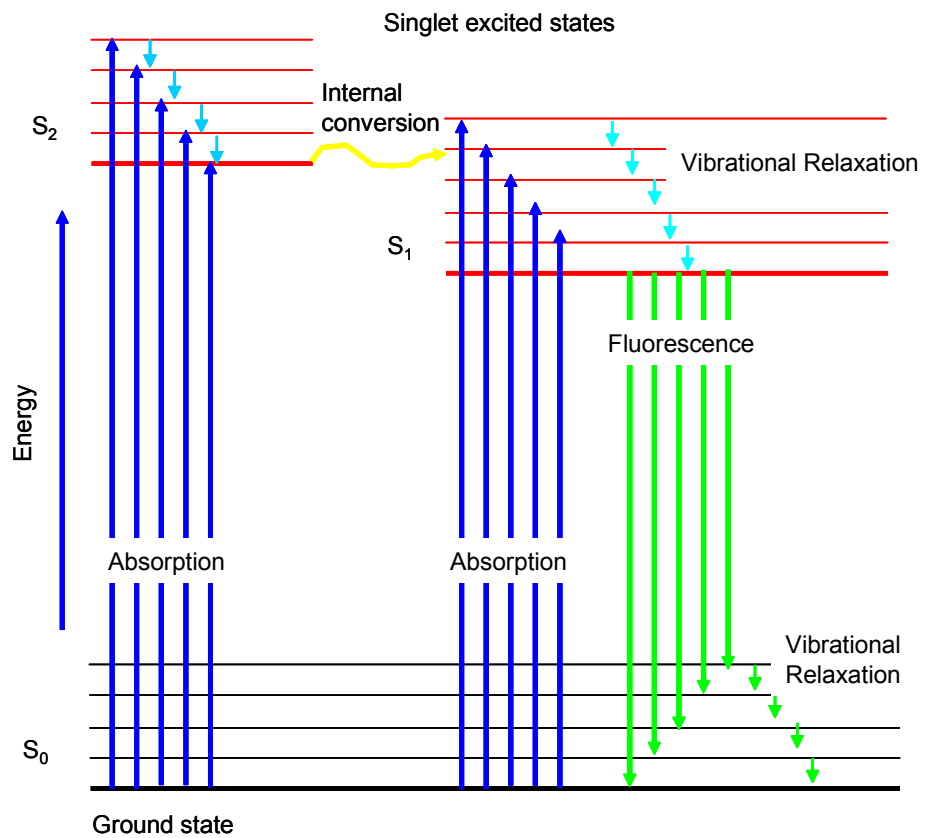 Singlet excited states
Internal
conversion
S₂
Vibrational Relaxation
S₁
Fluorescence
Energy
Absorption
Absorption
Vibrational
Relaxation
S₀
Ground state